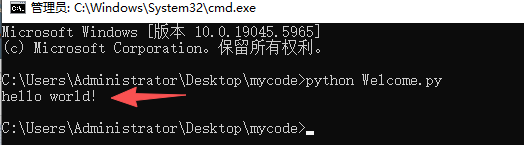 管理员: C:\Windows\System32\cmd.exe
Microsoft Windows [版本 10.0.19045.5965]
(c) Microsoft Corporation。保留所有权利。
C:\Users\Administrator\Desktop\mycode>python Welcome.py
hello world!
C:\Users\Administrator\Desktop\mycode>